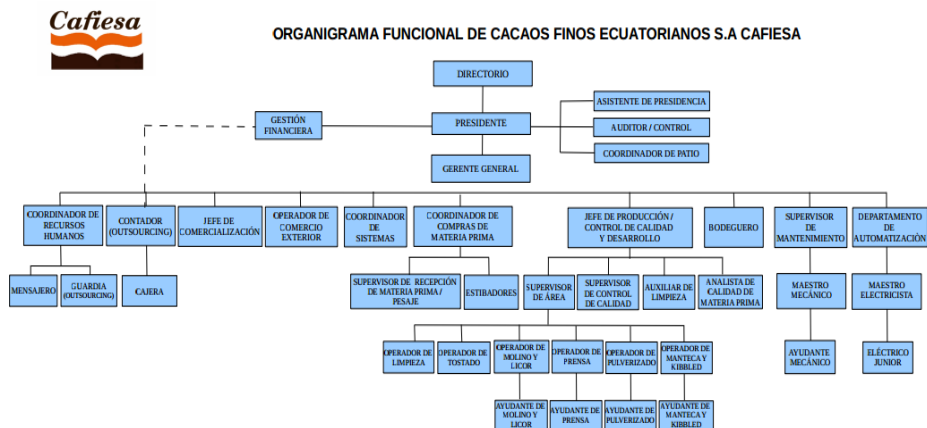 Cafiesa
ORGANIGRAMA FUNCIONAL DE CACAOS FINOS ECUATORIANOS S.A CAFIESA
DIRECTORIO
GESTIÓN
FINANCIERA
PRESIDENTE
ASISTENTE DE PRESIDENCIA
AUDITOR / CONTROL
COORDINADOR DE PATIO
GERENTE GENERAL
COORDINADOR DE
RECURSOS
HUMANOS
CONTADOR
(OUTSOURCING)
JEFE DE
COMERCIALIZACIÓN
OPERADOR DE
COMERCIO
EXTERIOR
COORDINADOR
DE
SISTEMAS
COORDINADOR DE
COMPRAS DE
MATERIA PRIMA
JEFE DE PRODUCCIÓN /
CONTROL DE CALIDAD
Y DESARROLLO
BODEGUERO
SUPERVISOR
DE
MANTENIMIENTO
DEPARTAMENTO
DE
AUTOMATIZACIÒN
MENSAJERO
GUARDIA
(OUTSOURCING)
CAJERA
SUPERVISOR DE RECEPCIÓN
DE MATERIA PRIMA /
PESAJE
ESTIBADORES
SUPERVISOR
DE ÁREA
SUPERVISOR
DE CONTROL
DE CALIDAD
AUXILIAR DE
LIMPIEZA
ANALISTA DE
CALIDAD DE
MATERIA PRIMA
MAESTRO
MECÁNICO
MAESTRO
ELECTRICISTA
OPERADOR DE
LIMPIEZA
OPERADOR DE
TOSTADO
OPERADOR DE
MOLINO Y
LICOR
OPERADOR DE
PRENSA
OPERADOR DE
PULVERIZADO
OPERADOR DE
MANTECA Y
KIBBLED
AYUDANTE
MECÁNICO
ELÉCTRICO
JUNIOR
AYUDANTE DE
MOLINO Y
LICOR
AYUDANTE DE
PRENSA
AYUDANTE DE
PULVERIZADO
AYUDANTE DE
MANTECA Y
KIBBLED